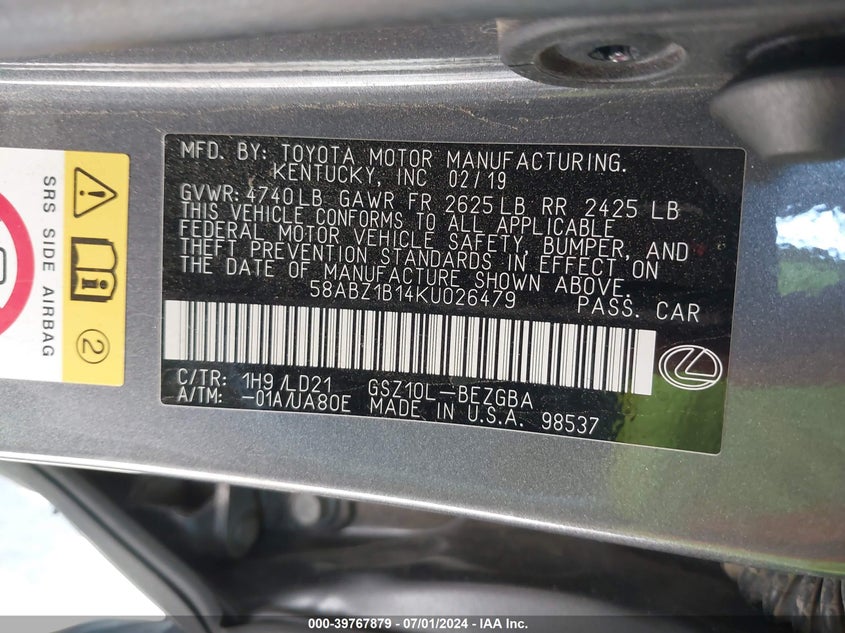 MFD. BY: TOYOTA MOTOR MANUFACTURING.
KENTUCKY, INC 02/19
GVWR: 4740LB GAWR FR 2625LB RR 2425 LB
THIS VEHICLE CONFORMS TO ALL APPLICABLE
FEDERAL MOTOR VEHICLE SAFETY, BUMPER, AND
THEFT PREVENTION STANDARDS IN EFFECT ON
THE DATE OF MANUFACTURE SHOWN ABOVE.
58ABZ1B14KU026479 PASS. CAR
C/TR: 1H9/LD21 GSZ10L-BEZGBA
A/TM: -01A/UA80E MADE IN U.S.A. 98537
SRS SIDE AIRBAG
2
000-39767879 - 07/01/2024 - IAA Inc.